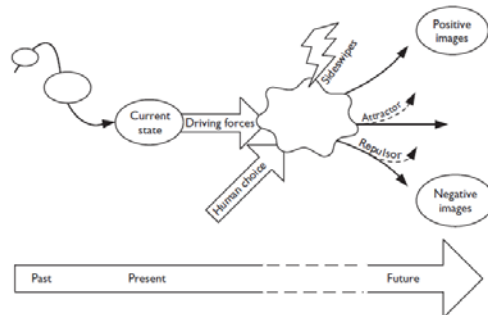 Positive
images
Sideswipes
Attractor
Current
state
Driving forces
Repulsor
Human choice
Negative
images
Past
Present
Future